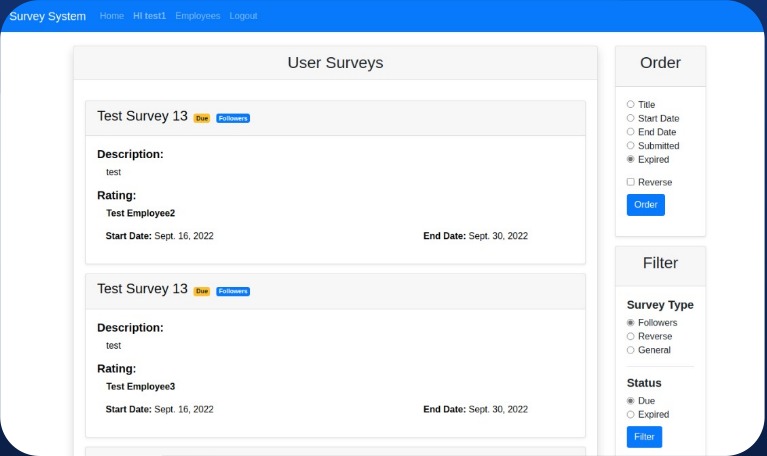 Survey System Home HI test1 Employees Logout
User Surveys
Test Survey 13 Due Followers
Description:
test
Rating:
Test Employee2
Start Date: Sept. 16, 2022 End Date: Sept. 30, 2022
Test Survey 13 Due Followers
Description:
test
Rating:
Test Employee3
Start Date: Sept. 16, 2022 End Date: Sept. 30, 2022
Order
Title
Start Date
End Date
Submitted
Expired
Reverse
Order
Filter
Survey Type
Followers
Reverse
General
Status
Due
Expired
Filter